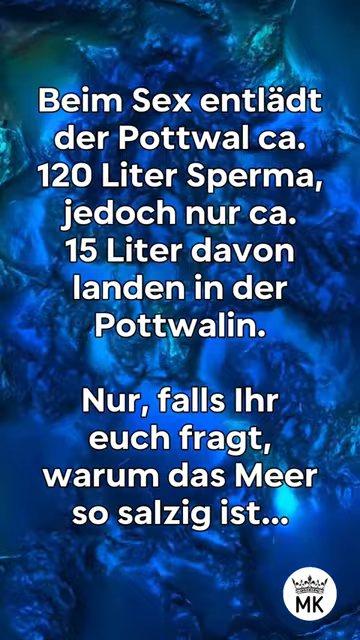 Beim Sex entlädt
der Pottwal ca.
120 Liter Sperma,
jedoch nur ca.
15 Liter davon
landen in der
Pottwalin.
Nur, falls Ihr
euch fragt,
warum das Meer
so salzig ist...
MK